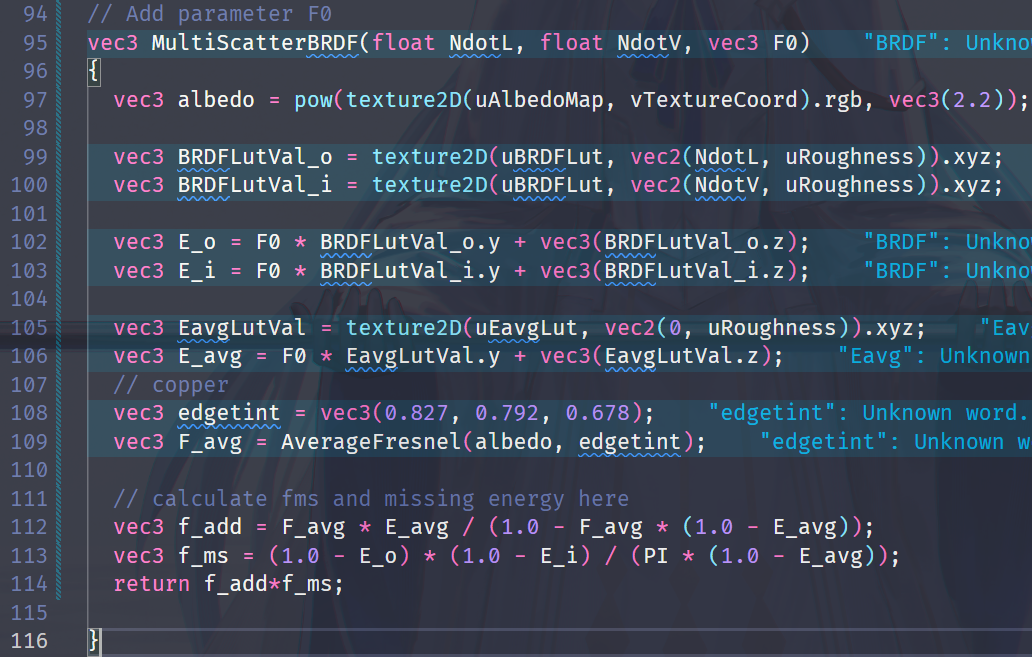 94 // Add parameter F0
95 vec3 MultiScatterBRDF(float NdotL, float NdotV, vec3 F0) "BRDF": Unkno
96 {
97 vec3 albedo = pow(texture2D(uAlbedoMap, vTextureCoord).rgb, vec3(2.2));
98
99 vec3 BRDFLutVal_o = texture2D(uBRDFLut, vec2(NdotL, uRoughness)).xyz;
100 vec3 BRDFLutVal_i = texture2D(uBRDFLut, vec2(NdotV, uRoughness)).xyz;
101
102 vec3 E_o = F0 * BRDFLutVal_o.y + vec3(BRDFLutVal_o.z); "BRDF": Unkno
103 vec3 E_i = F0 * BRDFLutVal_i.y + vec3(BRDFLutVal_i.z); "BRDF": Unkno
104
105 vec3 EavgLutVal = texture2D(uEavgLut, vec2(0, uRoughness)).xyz; "Eav
106 vec3 E_avg = F0 * EavgLutVal.y + vec3(EavgLutVal.z); "Eavg": Unknown
107 // copper
108 vec3 edgetint = vec3(0.827, 0.792, 0.678); "edgetint": Unknown word.
109 vec3 F_avg = AverageFresnel(albedo, edgetint); "edgetint": Unknown w
110
111 // calculate fms and missing energy here
112 vec3 f_add = F_avg * E_avg / (1.0 - F_avg * (1.0 - E_avg));
113 vec3 f_ms = (1.0 - E_o) * (1.0 - E_i) / (PI * (1.0 - E_avg));
114 return f_add*f_ms;
115
116 }